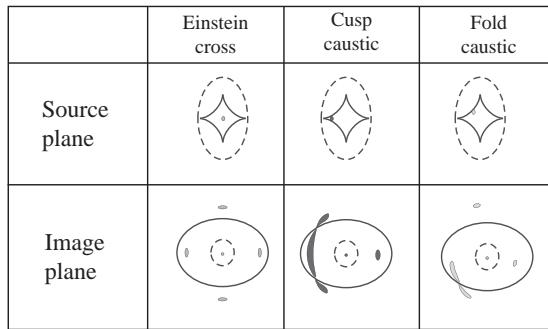 Einstein
cross
Cusp
caustic
Fold
caustic
Source
plane
Image
plane